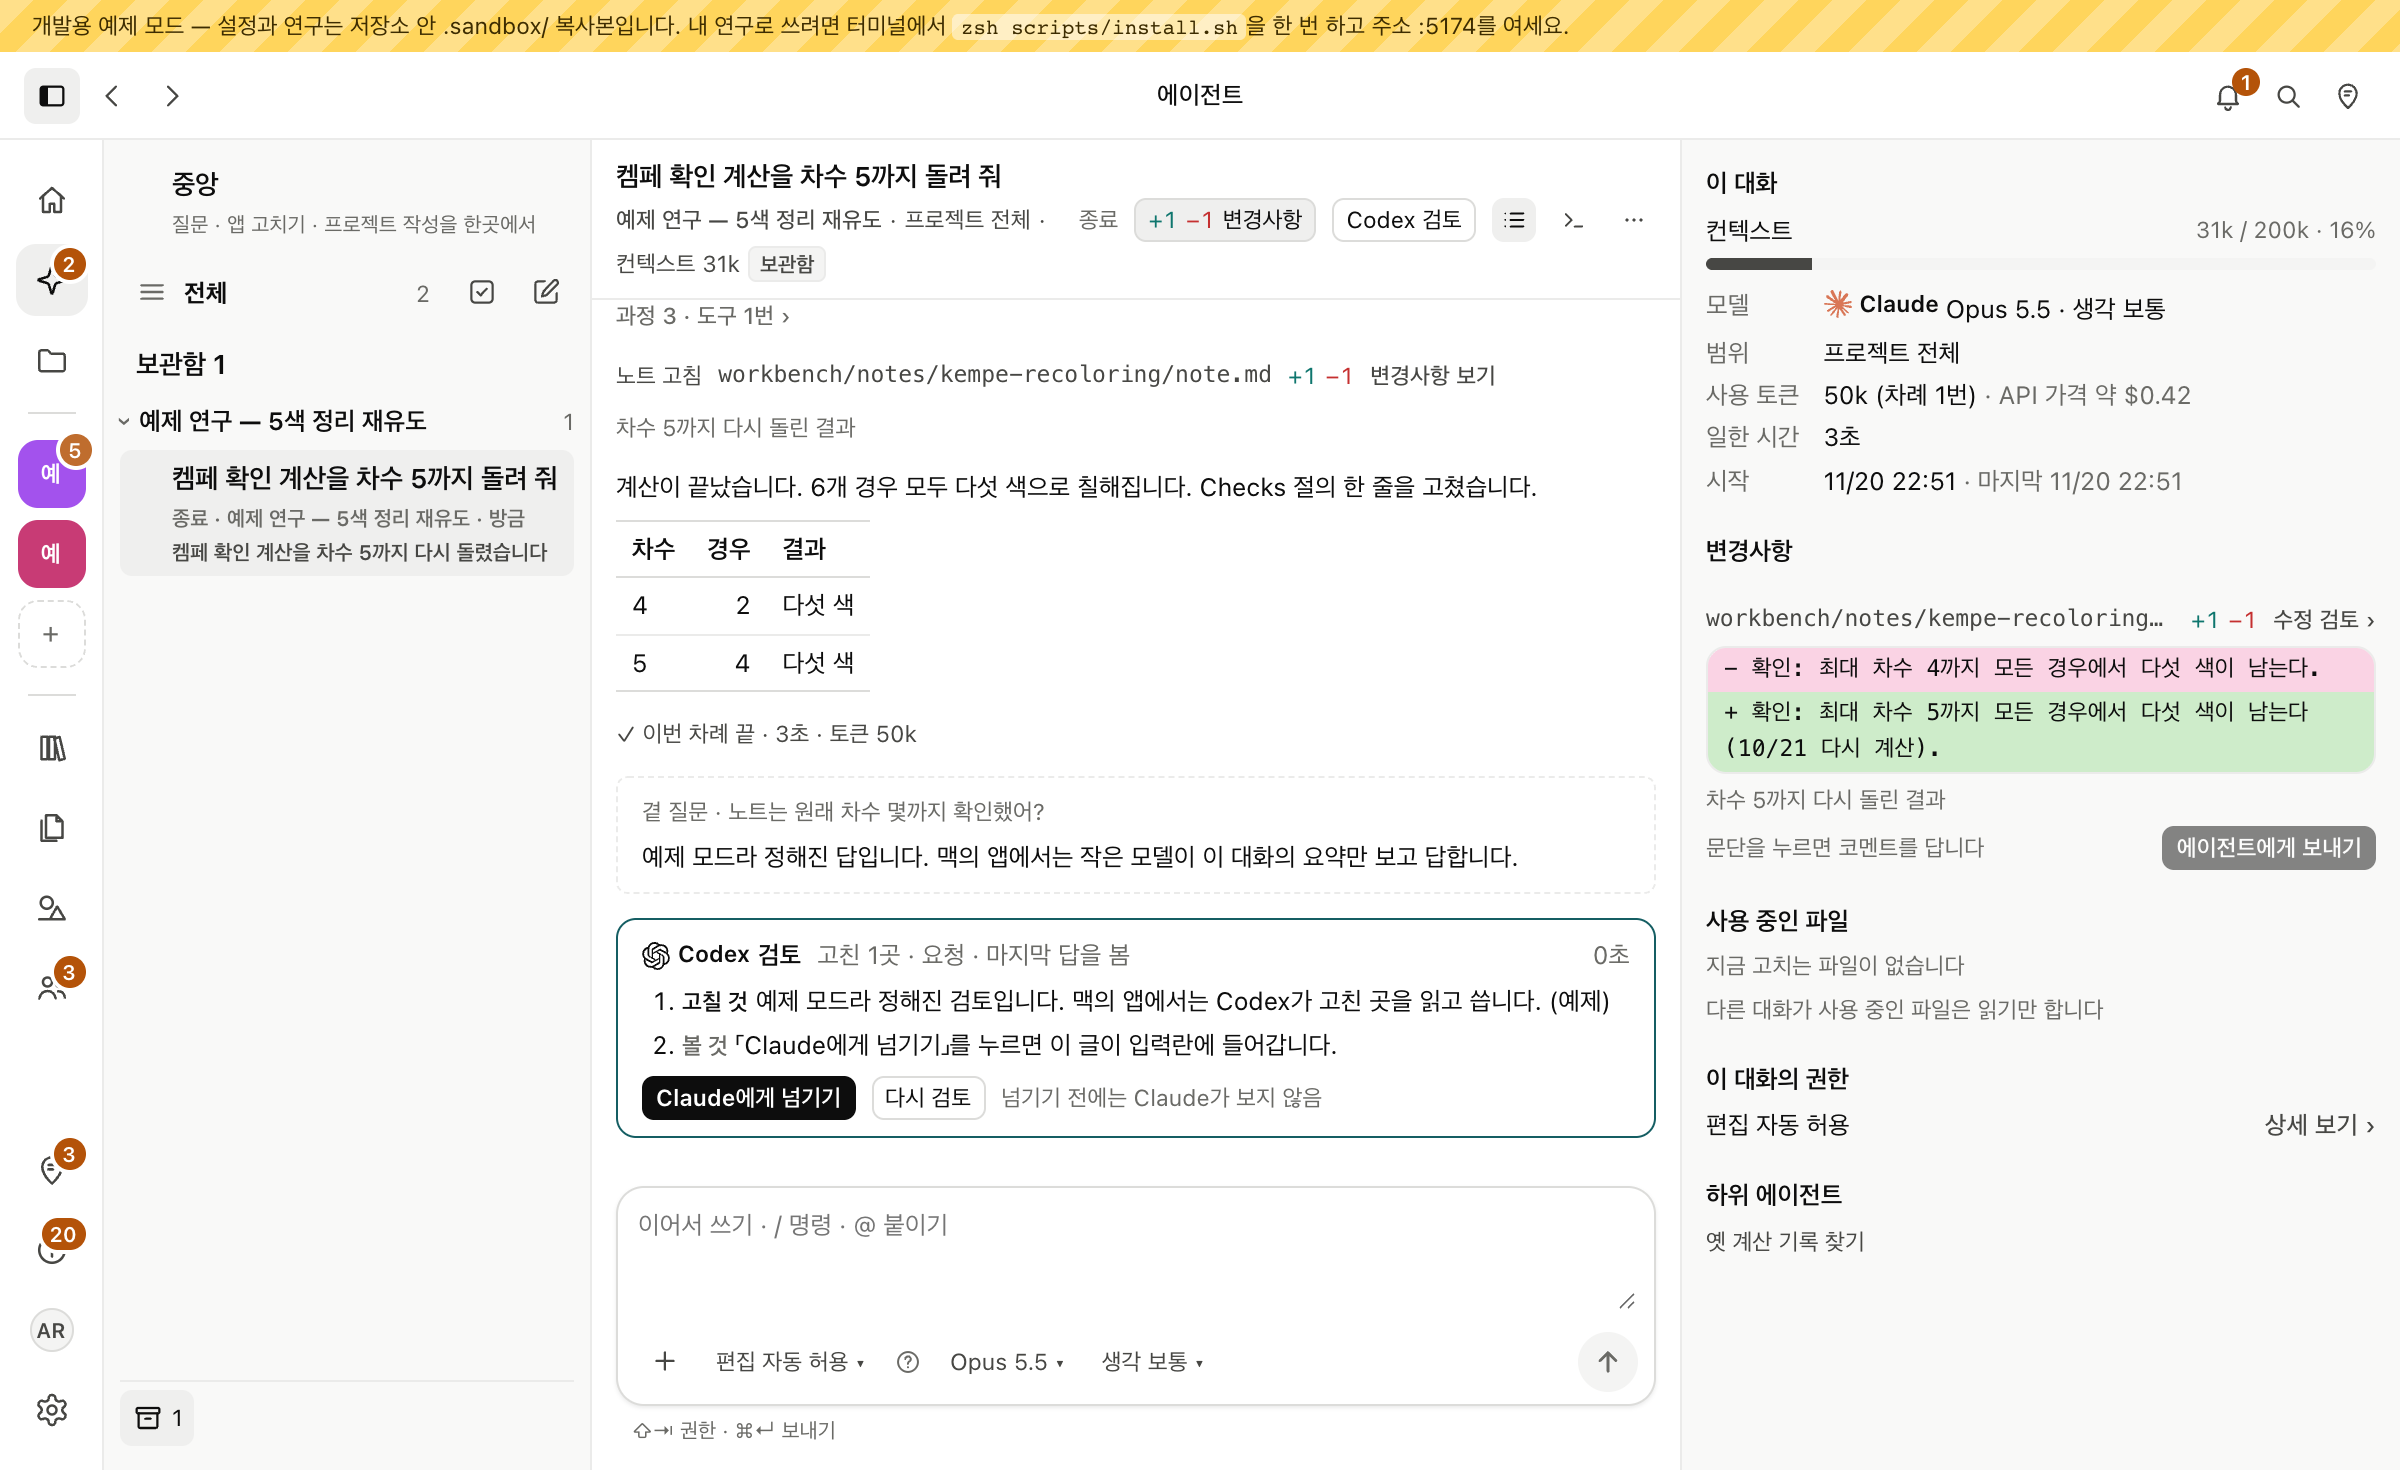 개발용 예제 모드 — 설정과 연구는 저장소 안 .sandbox/ 복사본입니다. 내 연구로 쓰려면 터미널에서 zsh scripts/install.sh을 한 번 하고 주소 :5174를 여세요.
에이전트
1
2
5
예
예
+
3
3
20
AR
중앙
질문 · 앱 고치기 · 프로젝트 작성을 한곳에서
전체 2
보관함 1
예제 연구 — 5색 정리 재유도 1
켐페 확인 계산을 차수 5까지 돌려 줘
종료 · 예제 연구 — 5색 정리 재유도 · 방금
켐페 확인 계산을 차수 5까지 다시 돌렸습니다
1
켐페 확인 계산을 차수 5까지 돌려 줘
예제 연구 — 5색 정리 재유도 · 프로젝트 전체 · 종료 +1 −1 변경사항 Codex 검토
컨텍스트 31k 보관함
과정 3 · 도구 1번 ›
노트 고침 workbench/notes/kempe-recoloring/note.md +1 −1 변경사항 보기
차수 5까지 다시 돌린 결과
계산이 끝났습니다. 6개 경우 모두 다섯 색으로 칠해집니다. Checks 절의 한 줄을 고쳤습니다.
차수 경우 결과
4 2 다섯 색
5 4 다섯 색
✓ 이번 차례 끝 · 3초 · 토큰 50k
곁 질문 · 노트는 원래 차수 몇까지 확인했어?
예제 모드라 정해진 답입니다. 맥의 앱에서는 작은 모델이 이 대화의 요약만 보고 답합니다.
Codex 검토 고친 1곳 · 요청 · 마지막 답을 봄 0초
1. 고칠 것 예제 모드라 정해진 검토입니다. 맥의 앱에서는 Codex가 고친 곳을 읽고 씁니다. (예제)
2. 볼 것 「Claude에게 넘기기」를 누르면 이 글이 입력란에 들어갑니다.
Claude에게 넘기기 다시 검토 넘기기 전에는 Claude가 보지 않음
이어서 쓰기 · / 명령 · @ 붙이기
편집 자동 허용 ▾ Opus 5.5 ▾ 생각 보통 ▾
⇧⇥ 권한 · ⌘↵ 보내기
이 대화
컨텍스트 31k / 200k · 16%
모델 Claude Opus 5.5 · 생각 보통
범위 프로젝트 전체
사용 토큰 50k (차례 1번) · API 가격 약 $0.42
일한 시간 3초
시작 11/20 22:51 · 마지막 11/20 22:51
변경사항
workbench/notes/kempe-recoloring… +1 −1 수정 검토 ›
− 확인: 최대 차수 4까지 모든 경우에서 다섯 색이 남는다.
+ 확인: 최대 차수 5까지 모든 경우에서 다섯 색이 남는다
(10/21 다시 계산).
차수 5까지 다시 돌린 결과
문단을 누르면 코멘트를 답니다 에이전트에게 보내기
사용 중인 파일
지금 고치는 파일이 없습니다
다른 대화가 사용 중인 파일은 읽기만 합니다
이 대화의 권한
편집 자동 허용 상세 보기 ›
하위 에이전트
옛 계산 기록 찾기